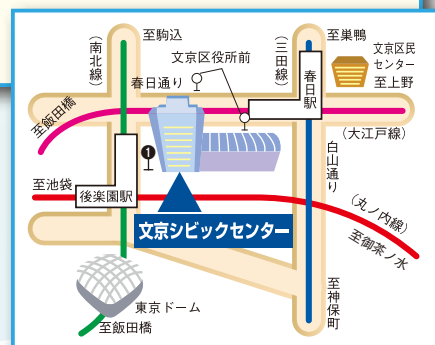 至駒込
(南北線)
文京区役所前
春日通り
(三田線)
至巣鴨
文京区民
センター
至上野
春日駅
至飯田橋
(大江戸線)
❶
白山通り
至池袋
後楽園駅
(丸ノ内線)
文京シビックセンター
至御茶ノ水
東京ドーム
至飯田橋
至神保町